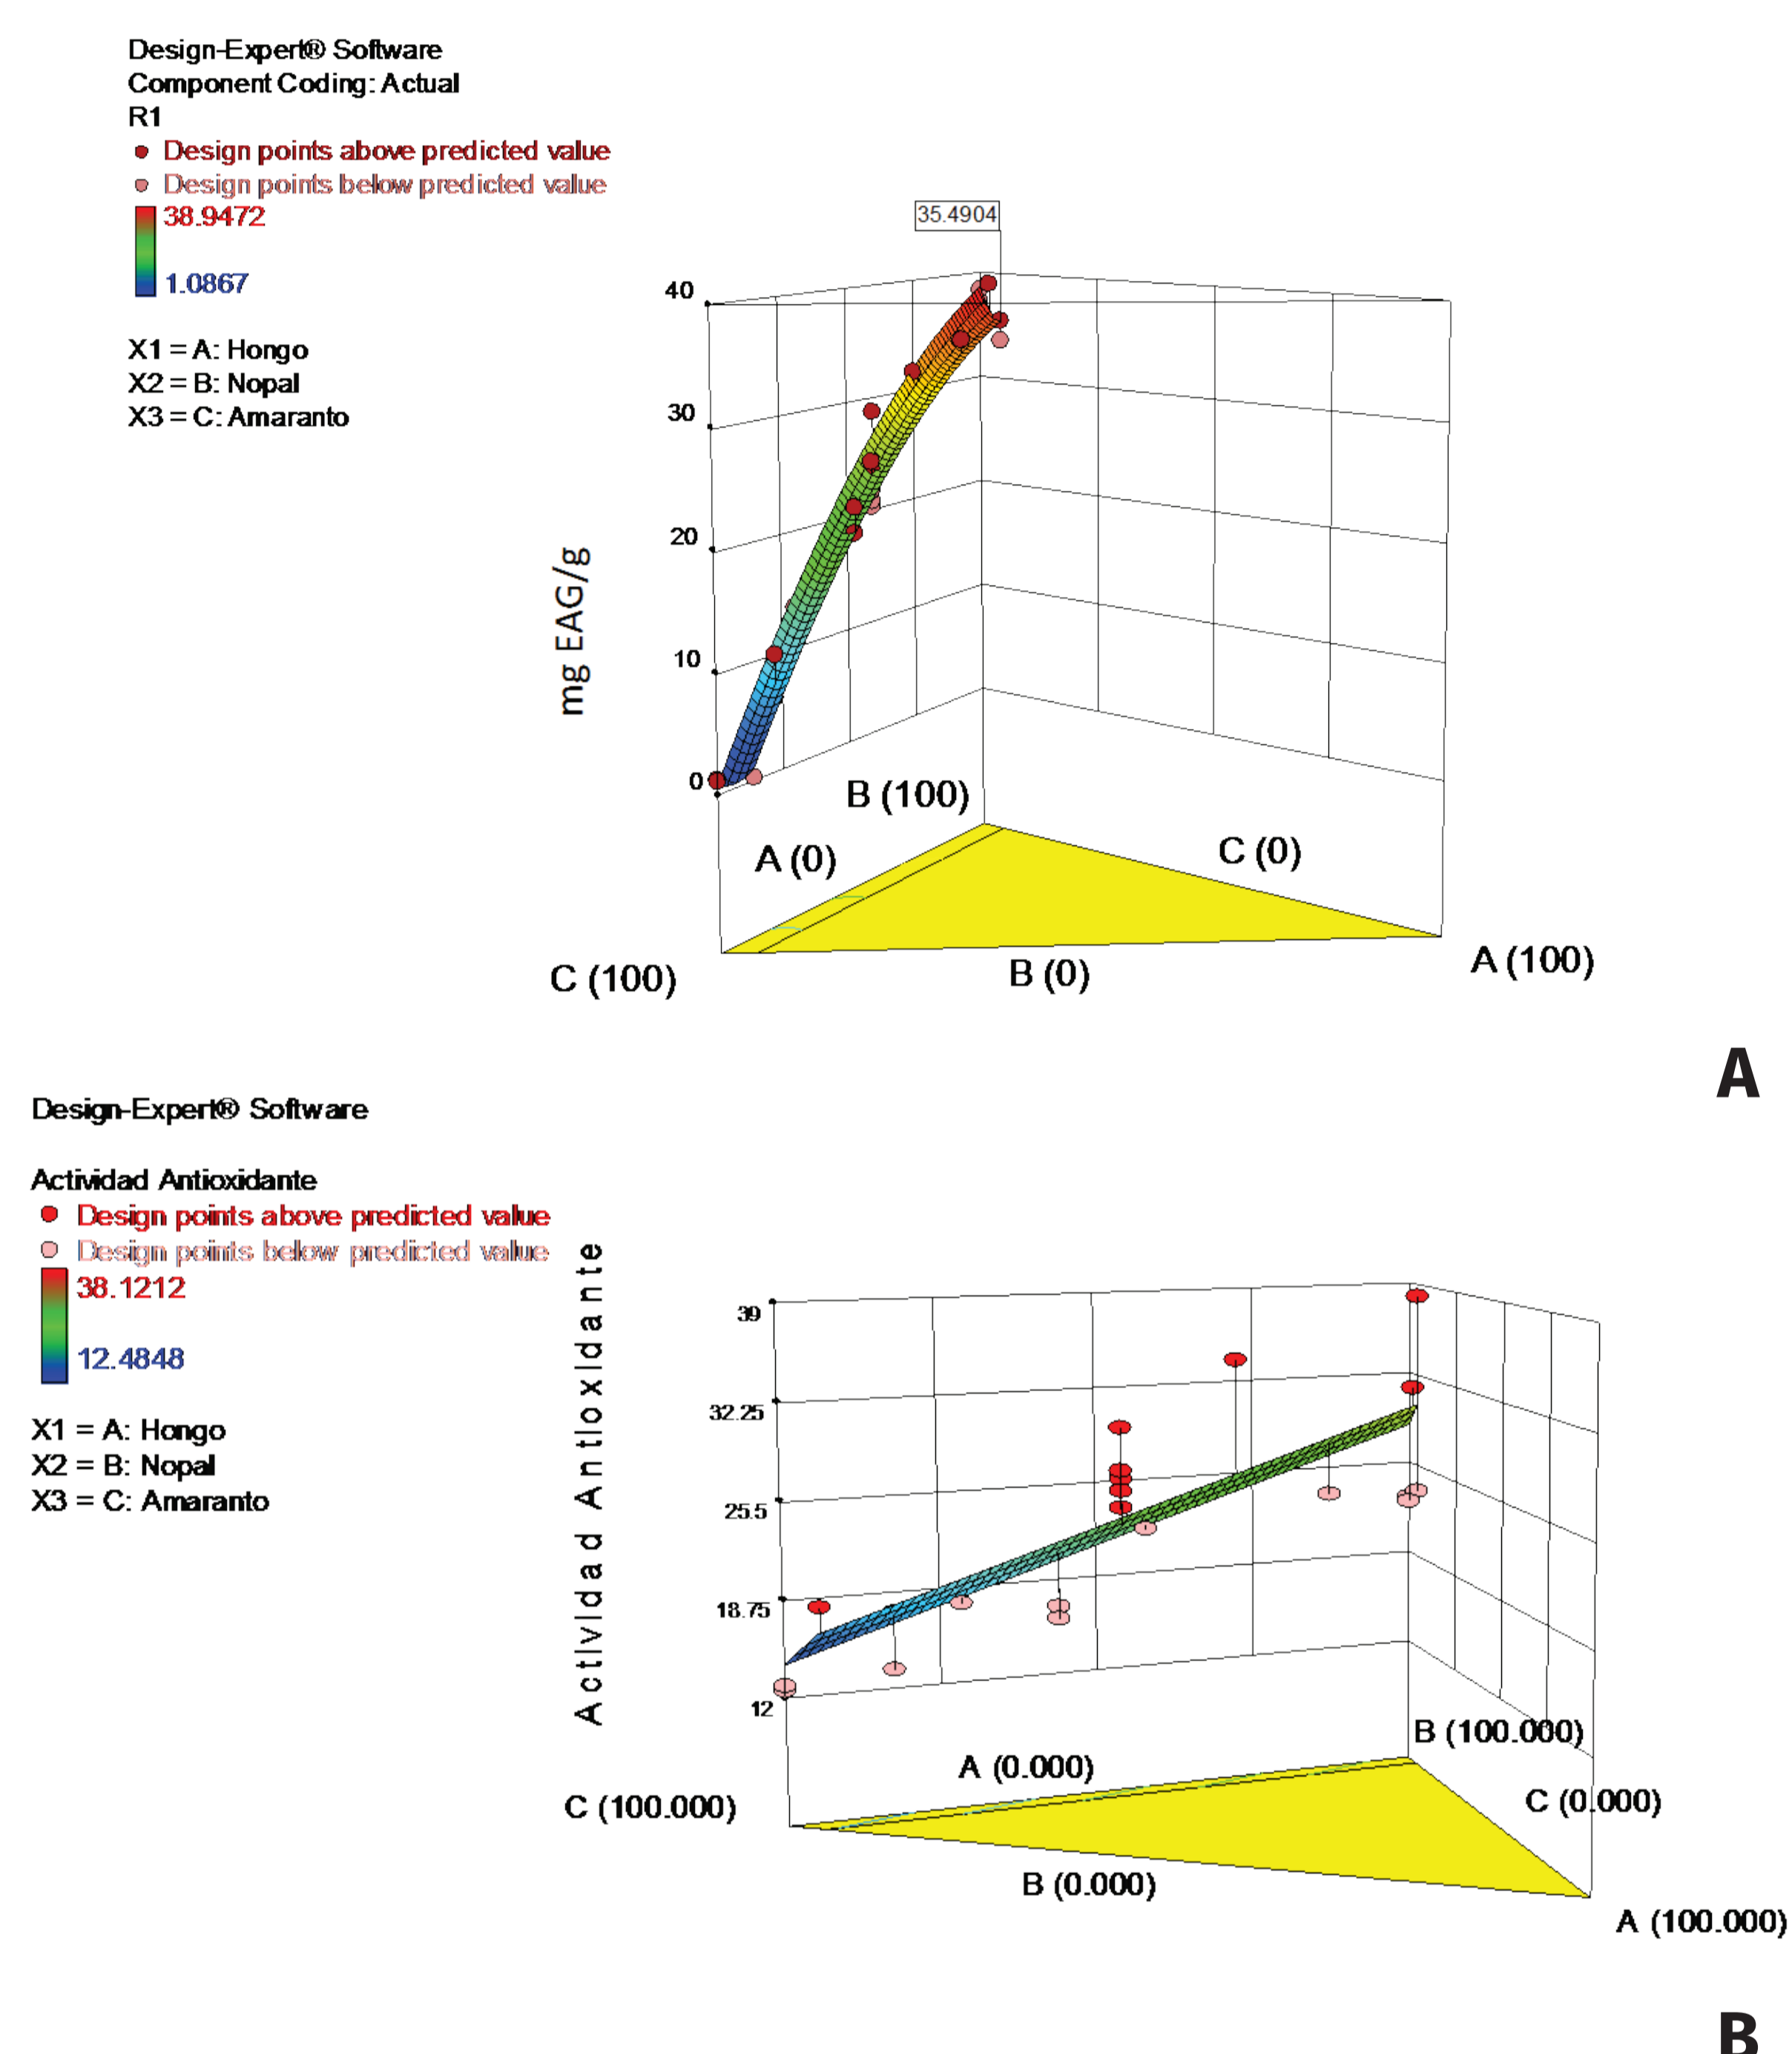 Design-Expert® Software
Component Coding: Actual
R1
Design points above predicted value
Design points below predicted value
38.9472
1.0867
X1 = A: Hongo
X2 = B: Nopal
X3 = C: Amaranto
35.4904
40
30
20
10
0
mg EAG/g
B (100)
A (0)
C (0)
C (100)
B (0)
A (100)
A
Design-Expert® Software
Actividad Antioxidante
Design points above predicted value
Design points below predicted value
38.1212
12.4848
X1 = A: Hongo
X2 = B: Nopal
X3 = C: Amaranto
Actividad Antioxidante
39
32.25
25.5
18.75
12
B (100.000)
A (0.000)
C (100.000)
C (0.000)
B (0.000)
A (100.000)
B